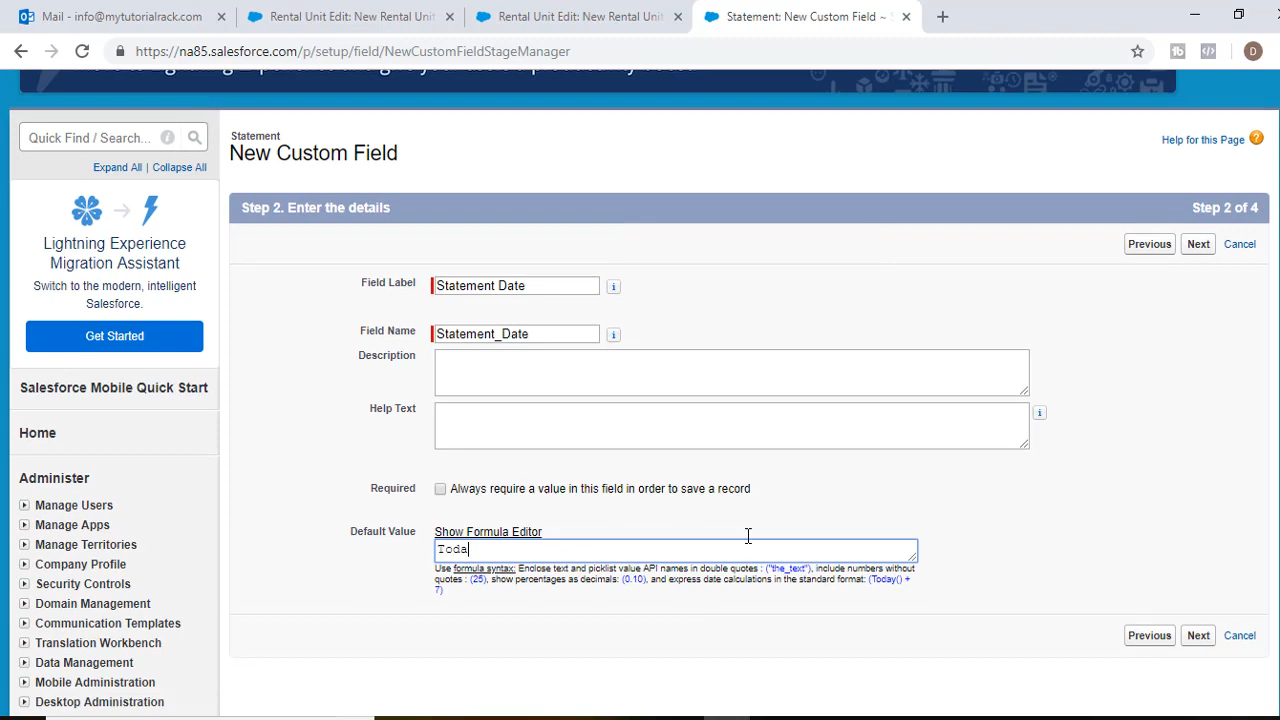 Mail - info@mytutorialrack.com
Rental Unit Edit: New Rental Unit
Rental Unit Edit: New Rental Unit
Statement: New Custom Field ~
https://na85.salesforce.com/p/setup/field/NewCustomFieldStageManager
D
Quick Find / Search...
Expand All | Collapse All
Lightning Experience
Migration Assistant
Switch to the modern, intelligent
Salesforce.
Get Started
Salesforce Mobile Quick Start
Home
Administer
Manage Users
Manage Apps
Manage Territories
Company Profile
Security Controls
Domain Management
Communication Templates
Translation Workbench
Data Management
Mobile Administration
Desktop Administration
Statement
New Custom Field
Help for this Page
Step 2. Enter the details
Step 2 of 4
Previous Next Cancel
Field Label Statement Date
Field Name Statement_Date
Description
Help Text
Required Always require a value in this field in order to save a record
Default Value Show Formula Editor
Toda
Use formula syntax: Enclose text and picklist value API names in double quotes : ("the_text"), include numbers without
quotes : (25), show percentages as decimals: (0.10), and express date calculations in the standard format: (Today() +
7)
Previous Next Cancel